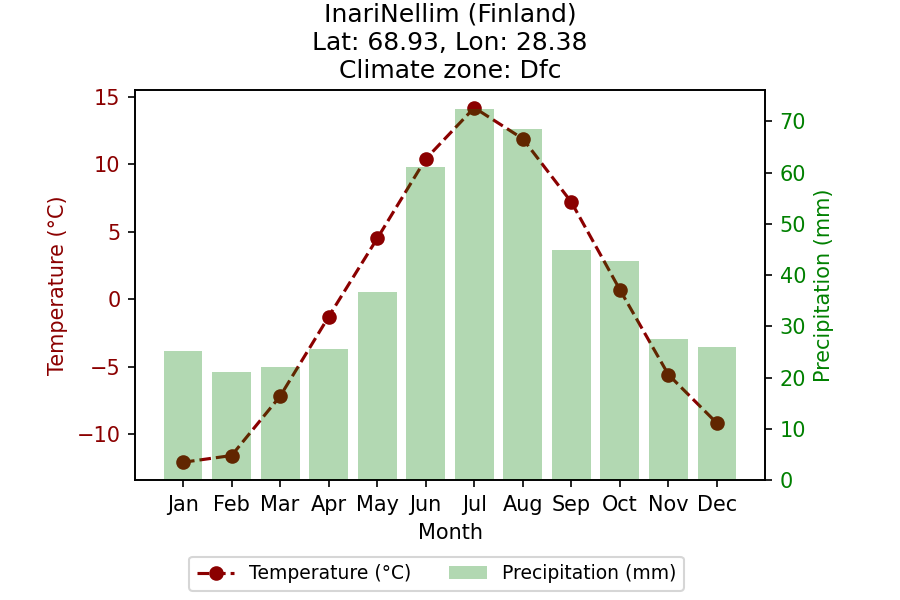 InariNellim (Finland)
Lat: 68.93, Lon: 28.38
Climate zone: Dfc
15
10
5
0
−5
−10
Temperature (°C)
70
60
50
40
30
20
10
0
Precipitation (mm)
Jan Feb Mar Apr May Jun Jul Aug Sep Oct Nov Dec
Month
Temperature (°C) Precipitation (mm)